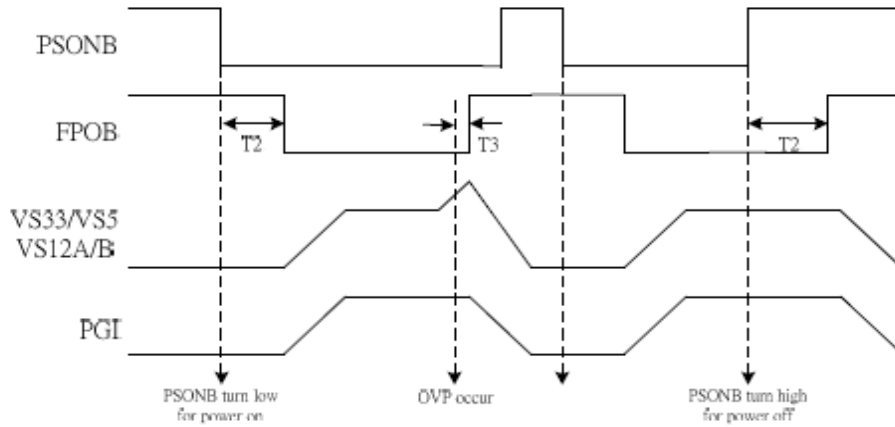 PSONB
FPOB
T2
T3
T2
VS33/VS5
VS12A/B
PGI
PSONB turn low
for power on
OVP occur
PSONB turn high
for power off